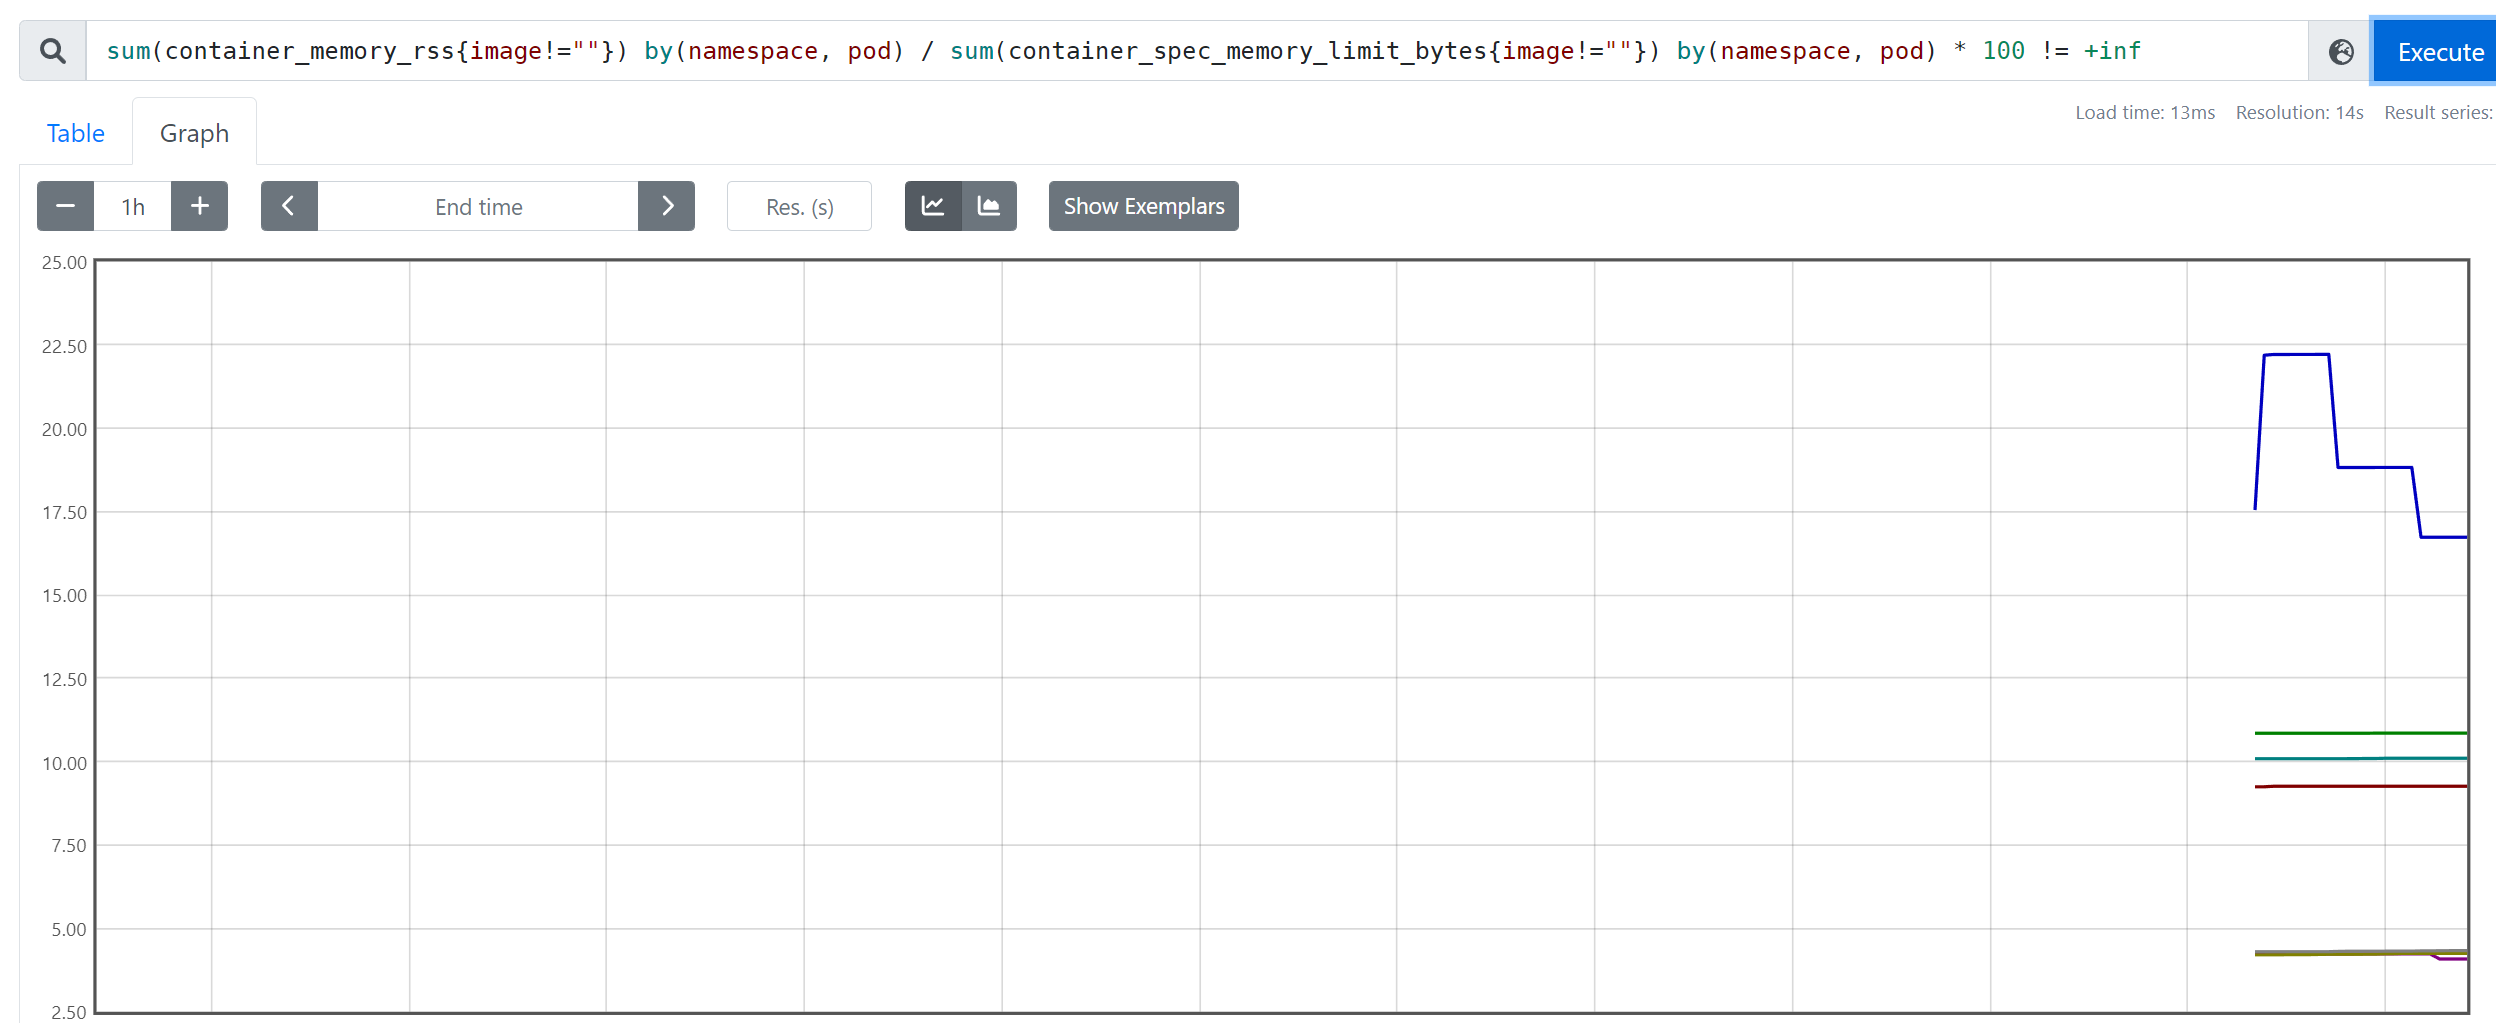 sum(container_memory_rss{image!=""}) by(namespace, pod) / sum(container_spec_memory_limit_bytes{image!=""}) by(namespace, pod) * 100 != +inf
Execute
Table
Graph
Load time: 13ms Resolution: 14s Result series:
1h
End time
Res. (s)
Show Exemplars
25.00
22.50
20.00
17.50
15.00
12.50
10.00
7.50
5.00
2.50